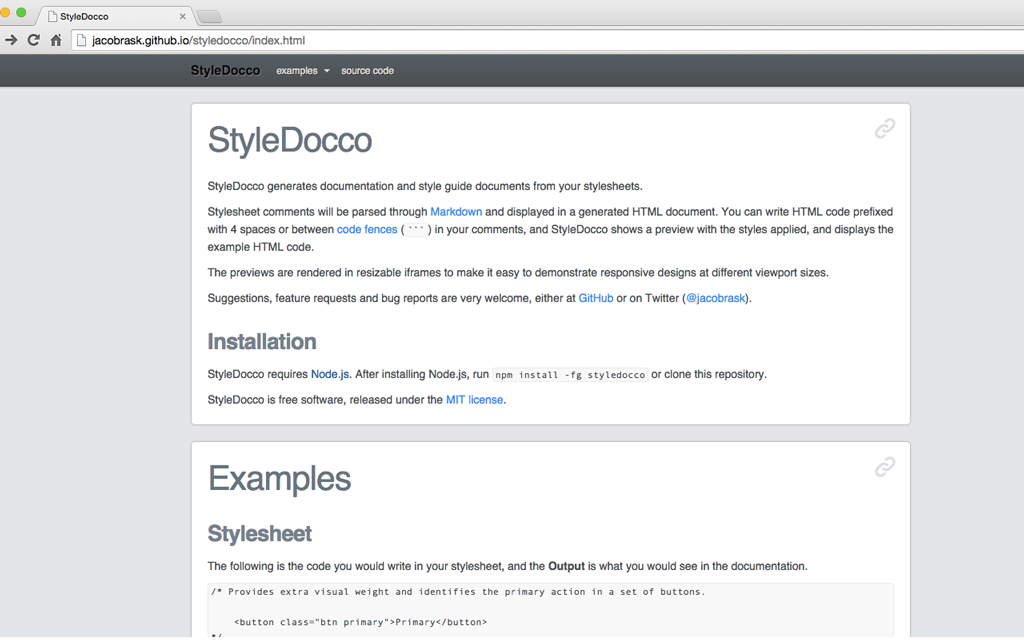 StyleDocco
jacobrask.github.io/styledocco/index.html
StyleDocco examples source code
StyleDocco
StyleDocco generates documentation and style guide documents from your stylesheets.
Stylesheet comments will be parsed through Markdown and displayed in a generated HTML document. You can write HTML code prefixed
with 4 spaces or between code fences ( ``` ) in your comments, and StyleDocco shows a preview with the styles applied, and displays the
example HTML code.
The previews are rendered in resizable iframes to make it easy to demonstrate responsive designs at different viewport sizes.
Suggestions, feature requests and bug reports are very welcome, either at GitHub or on Twitter (@jacobrask).
Installation
StyleDocco requires Node.js. After installing Node.js, run npm install -fg styledocco or clone this repository.
StyleDocco is free software, released under the MIT license.
Examples
Stylesheet
The following is the code you would write in your stylesheet, and the Output is what you would see in the documentation.
/* Provides extra visual weight and identifies the primary action in a set of buttons.
<button class="btn primary">Primary</button>
*/